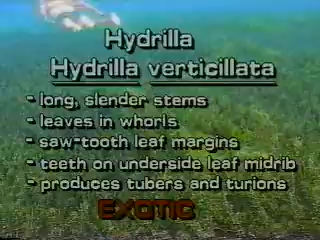 Hydrilla
Hydrilla verticillata
- long, slender stems
- leaves in whorls
- saw-tooth leaf margins
- teeth on underside leaf midrib
- produces tubers and turions
EXOTIC